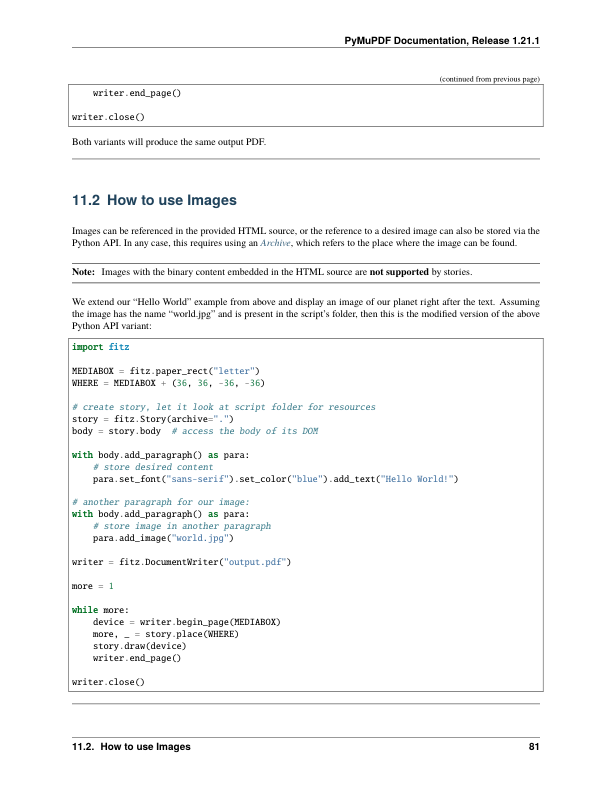 PyMuPDF Documentation, Release 1.21.1
(continued from previous page)
    writer.end_page()
writer.close()
Both variants will produce the same output PDF.
11.2 How to use Images
Images can be referenced in the provided HTML source, or the reference to a desired image can also be stored via the
Python API. In any case, this requires using an Archive, which refers to the place where the image can be found.
Note: Images with the binary content embedded in the HTML source are not supported by stories.
We extend our “Hello World” example from above and display an image of our planet right after the text. Assuming
the image has the name “world.jpg” and is present in the script’s folder, then this is the modified version of the above
Python API variant:
import fitz
MEDIABOX = fitz.paper_rect("letter")
WHERE = MEDIABOX + (36, 36, -36, -36)
# create story, let it look at script folder for resources
story = fitz.Story(archive=".")
body = story.body  # access the body of its DOM
with body.add_paragraph() as para:
    # store desired content
    para.set_font("sans-serif").set_color("blue").add_text("Hello World!")
# another paragraph for our image:
with body.add_paragraph() as para:
    # store image in another paragraph
    para.add_image("world.jpg")
writer = fitz.DocumentWriter("output.pdf")
more = 1
while more:
    device = writer.begin_page(MEDIABOX)
    more, _ = story.place(WHERE)
    story.draw(device)
    writer.end_page()
writer.close()
11.2. How to use Images 81